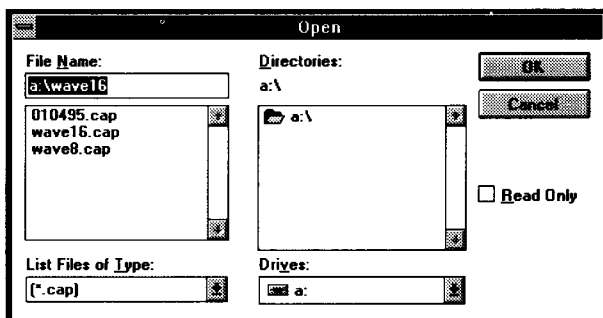 Open
File Name:
a:\wave16
010495.cap
wave16.cap
wave8.cap
List Files of Type:
(*.cap)
Directories:
a:\
a:\
Drives:
a:
OK
Cancel
Read Only